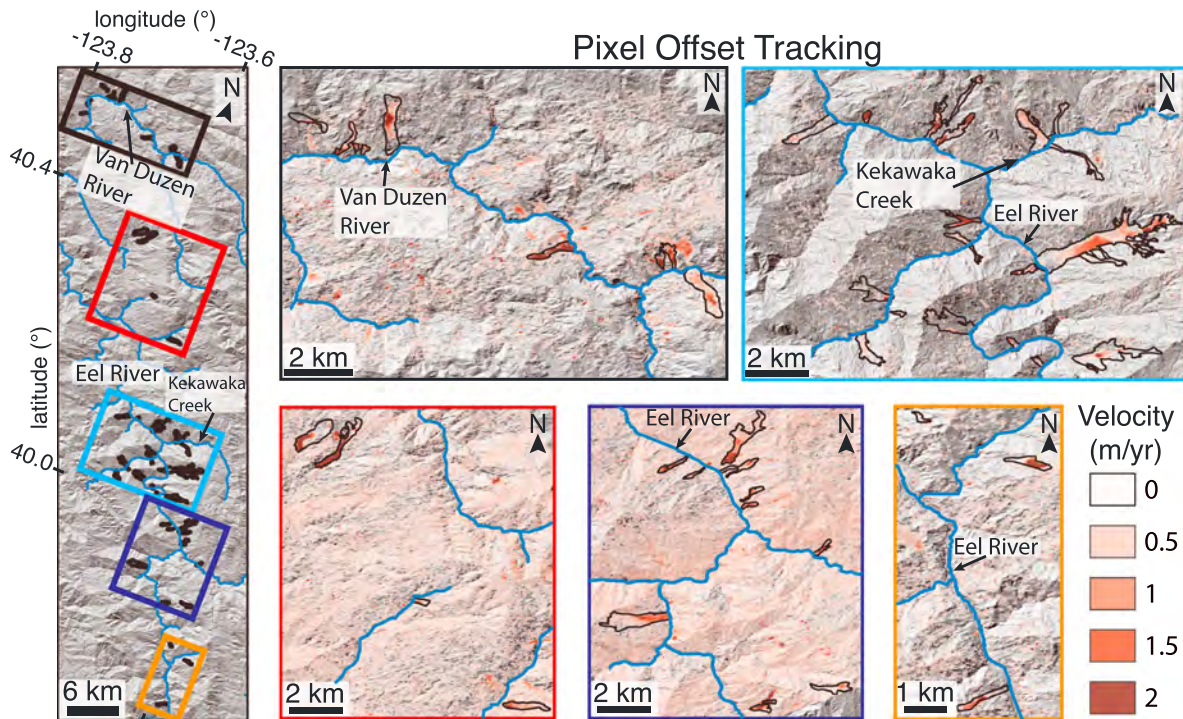 longitude (°)
-123.8
-123.6
Pixel Offset Tracking
N
40.4
Van Duzen
River
latitude (°)
Eel River
Kekawaka
Creek
40.0
6 km
N
Van Duzen
River
2 km
N
Kekawaka
Creek
Eel River
2 km
N
2 km
Eel River
N
2 km
N
Eel River
1 km
Velocity
(m/yr)
0
0.5
1
1.5
2